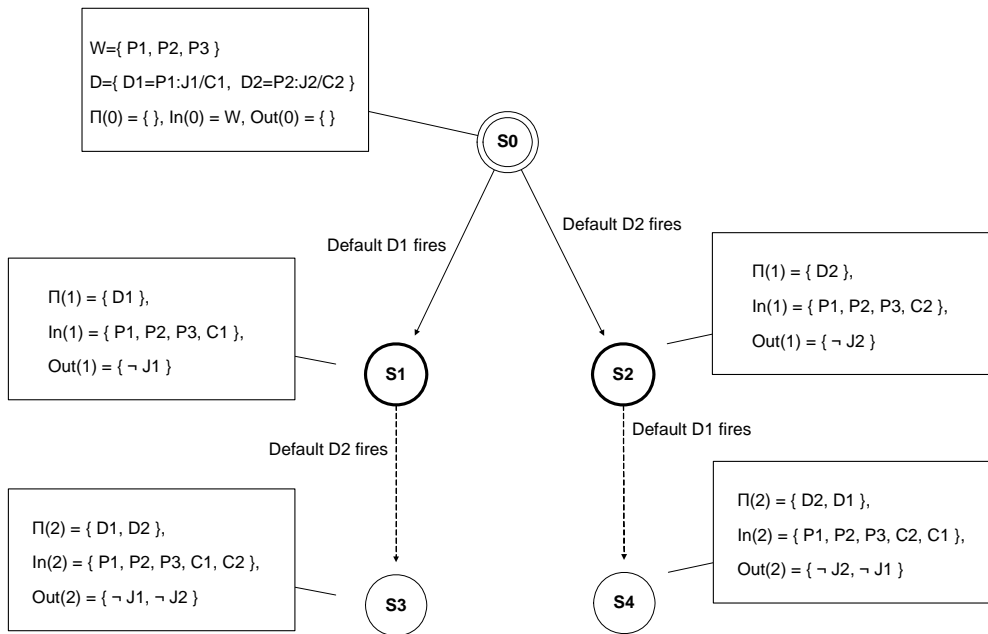 W={ P1, P2, P3 }
D={ D1=P1:J1/C1,  D2=P2:J2/C2 }
Π(0) = { }, In(0) = W, Out(0) = { }
S0
Default D1 fires
Default D2 fires
Π(1) = { D1 },
In(1) = { P1, P2, P3, C1 },
Out(1) = { ¬ J1 }
Π(1) = { D2 },
In(1) = { P1, P2, P3, C2 },
Out(1) = { ¬ J2 }
S1
S2
Default D2 fires
Default D1 fires
Π(2) = { D1, D2 },
In(2) = { P1, P2, P3, C1, C2 },
Out(2) = { ¬ J1, ¬ J2 }
Π(2) = { D2, D1 },
In(2) = { P1, P2, P3, C2, C1 },
Out(2) = { ¬ J2, ¬ J1 }
S3
S4